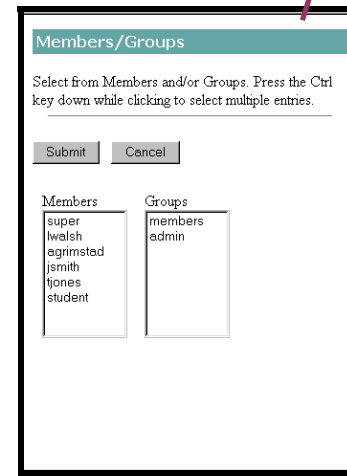 Members/Groups
Select from Members and/or Groups. Press the Ctrl
key down while clicking to select multiple entries.
Submit Cancel
Members Groups
super members
lwalsh admin
agrimstad
jsmith
tjones
student